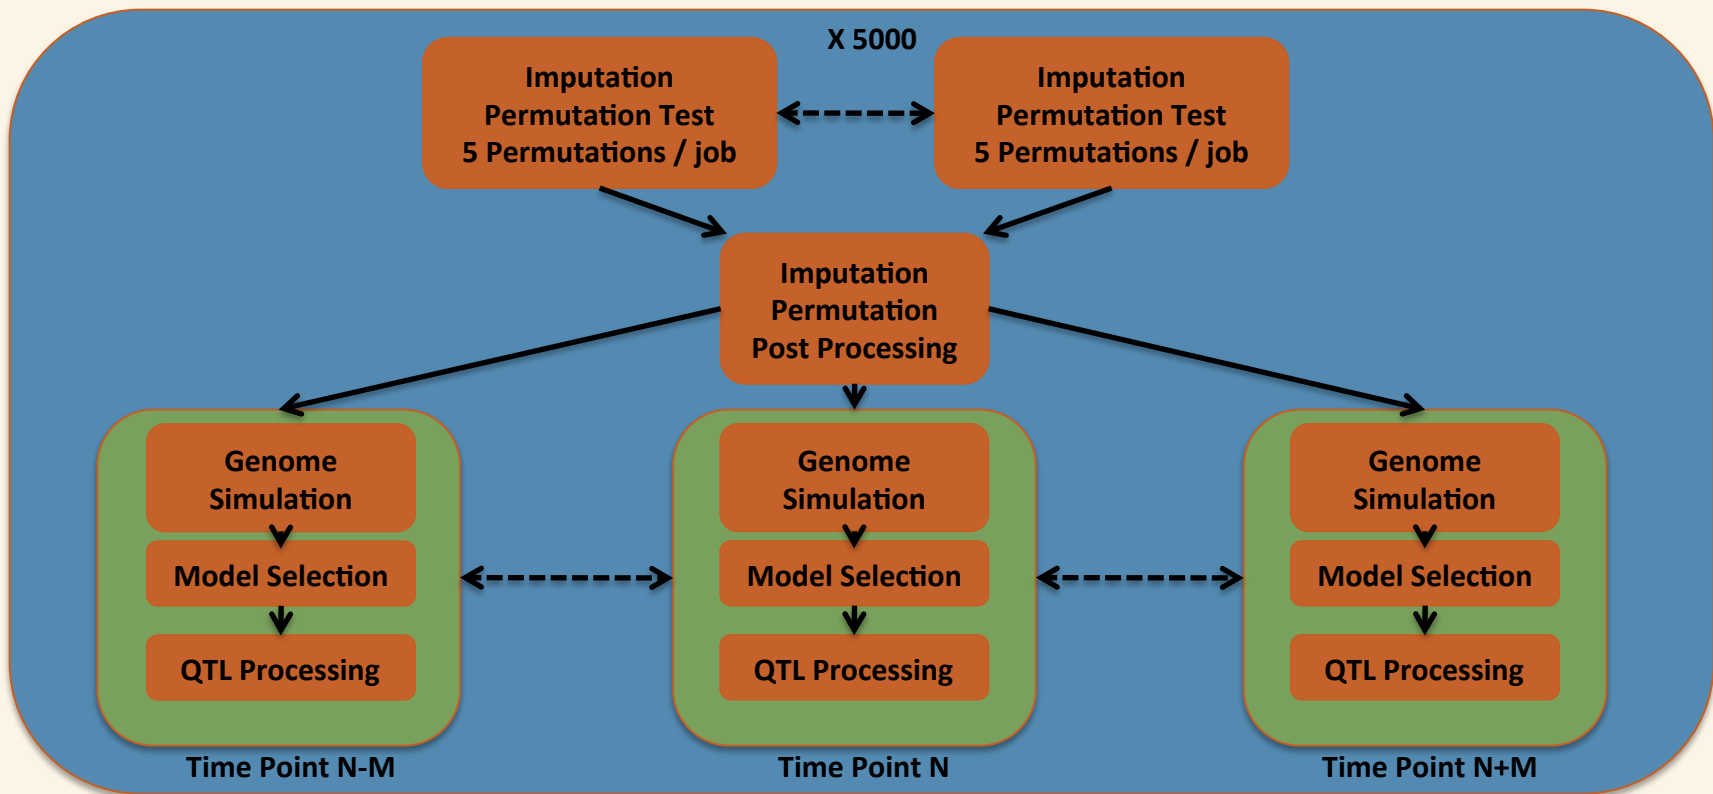 X 5000
Imputation
Permutation Test
5 Permutations / job
Imputation
Permutation Test
5 Permutations / job
Imputation
Permutation
Post Processing
Genome
Simulation
Model Selection
QTL Processing
Time Point N-M
Genome
Simulation
Model Selection
QTL Processing
Time Point N
Genome
Simulation
Model Selection
QTL Processing
Time Point N+M